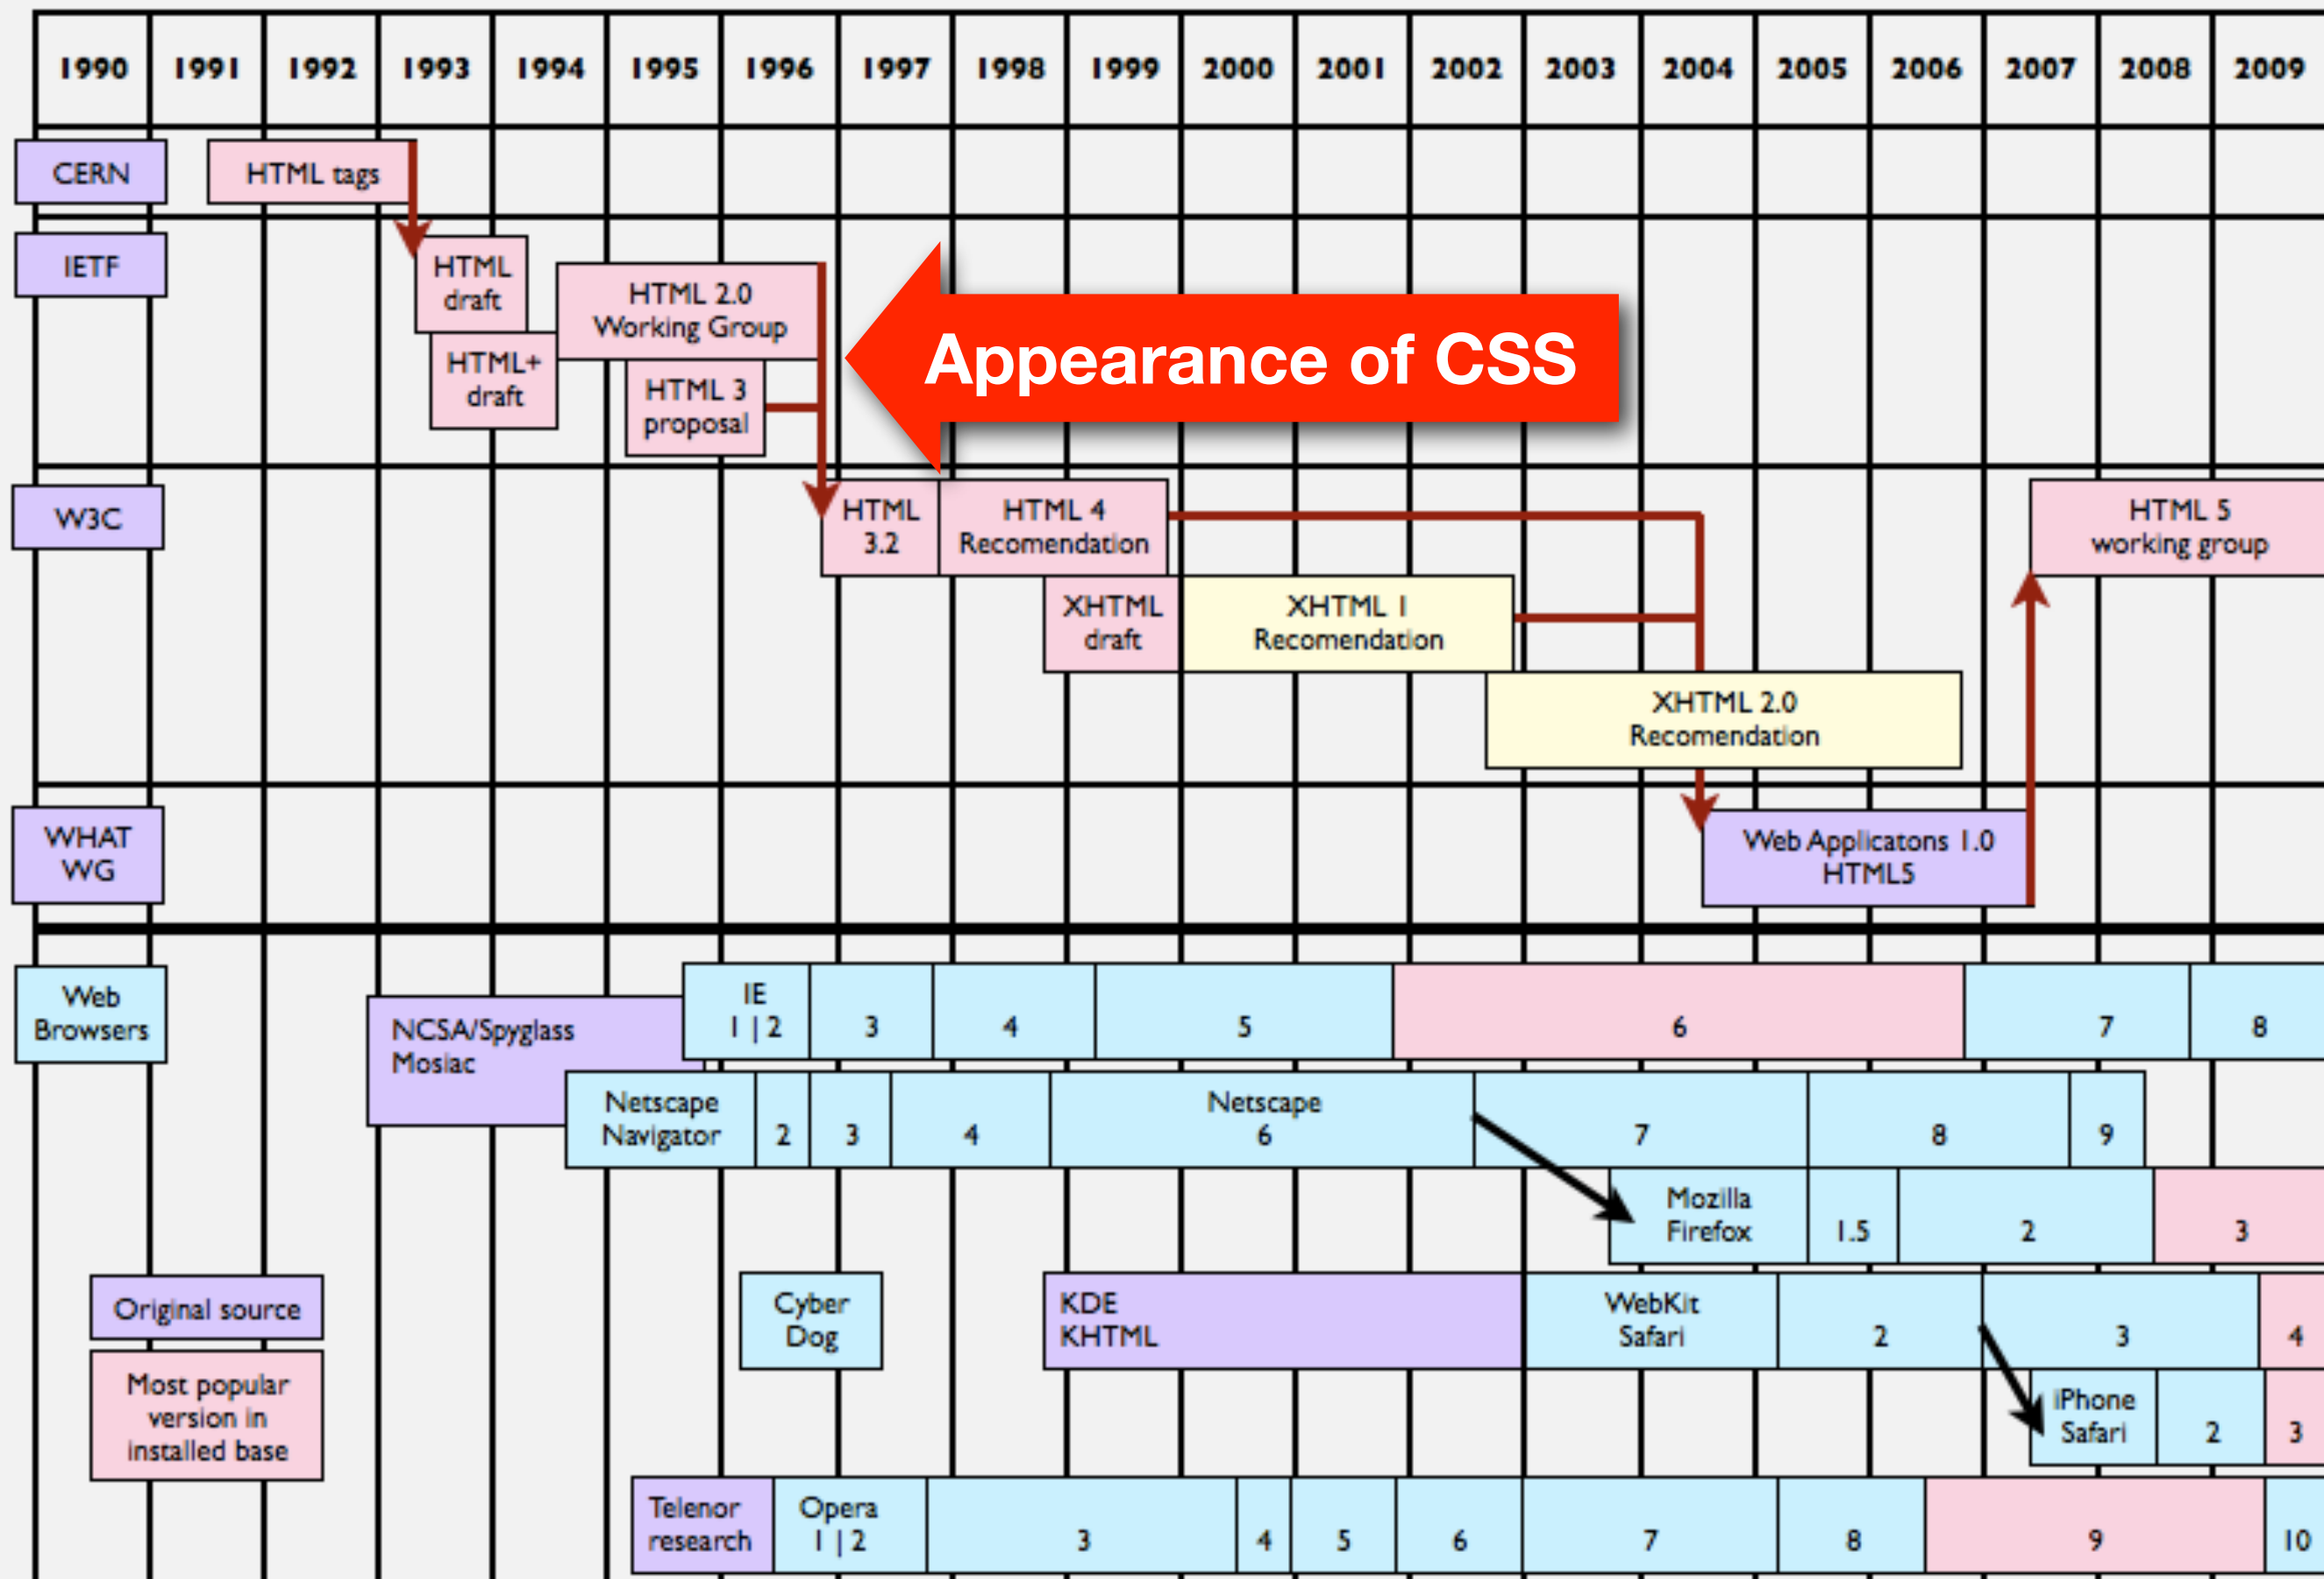 1990 1991 1992 1993 1994 1995 1996 1997 1998 1999 2000 2001 2002 2003 2004 2005 2006 2007 2008 2009
CERN
HTML tags
IETF
HTML
draft
HTML 2.0
Working Group
Appearance of CSS
HTML+
draft
HTML 3
proposal
W3C
HTML
3.2
HTML 4
Recomendation
HTML 5
working group
XHTML
draft
XHTML 1
Recomendation
XHTML 2.0
Recomendation
WHAT
WG
Web Applicatons 1.0
HTML5
Web
Browsers
NCSA/Spyglass
Mosiac
IE
1 | 2 3 4 5 6 7 8
Netscape
Navigator 2 3 4
Netscape
6 7 8 9
Mozilla
Firefox 1.5 2 3
Original source
Most popular
version in
installed base
Cyber
Dog
KDE
KHTML
WebKit
Safari 2 3 4
iPhone
Safari 2 3
Telenor
research
Opera
1 | 2 3 4 5 6 7 8 9 10